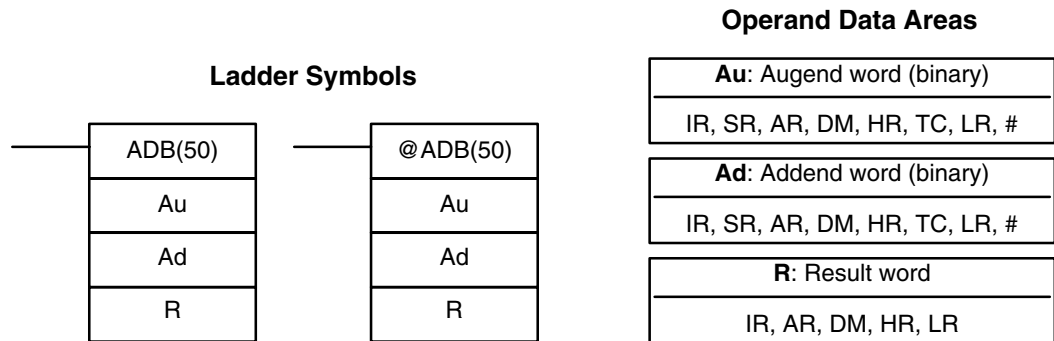 Operand Data Areas
Ladder Symbols
ADB(50)
Au
Ad
R
@ADB(50)
Au
Ad
R
Au: Augend word (binary)
IR, SR, AR, DM, HR, TC, LR, #
Ad: Addend word (binary)
IR, SR, AR, DM, HR, TC, LR, #
R: Result word
IR, AR, DM, HR, LR